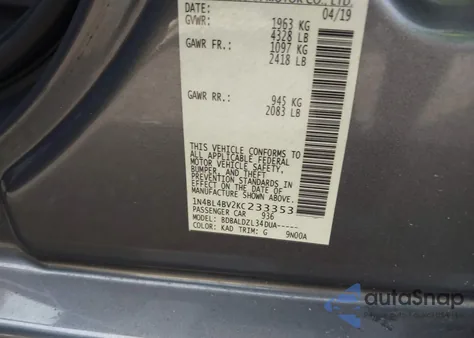 MOTOR CO., LTD.
DATE: 04/19
GVWR: 1963 KG
4328 LB
GAWR FR.: 1097 KG
2418 LB
GAWR RR.: 945 KG
2083 LB
THIS VEHICLE CONFORMS TO
ALL APPLICABLE FEDERAL
MOTOR VEHICLE SAFETY,
BUMPER, AND THEFT
PREVENTION STANDARDS
IN EFFECT ON THE DATE OF
MANUFACTURE SHOWN ABOVE.
1N4BL4BV2KC233353
PASSENGER CAR 936
MODEL: BDBALDZL34DUA-----
COLOR: KAD TRIM: G 9N00A
autoSnap